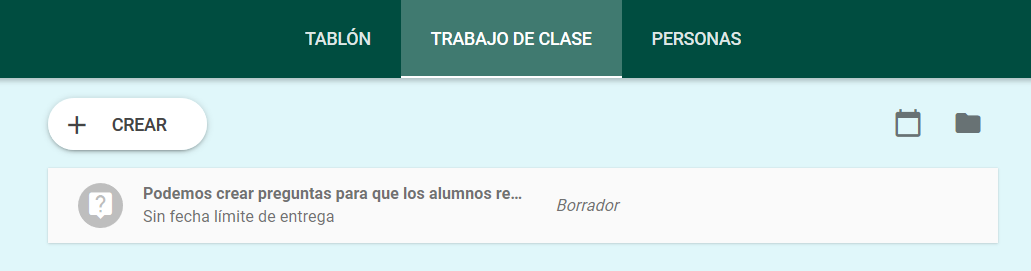 TABLÓN TRABAJO DE CLASE PERSONAS
CREAR
Podemos crear preguntas para que los alumnos re…
Sin fecha límite de entrega
Borrador